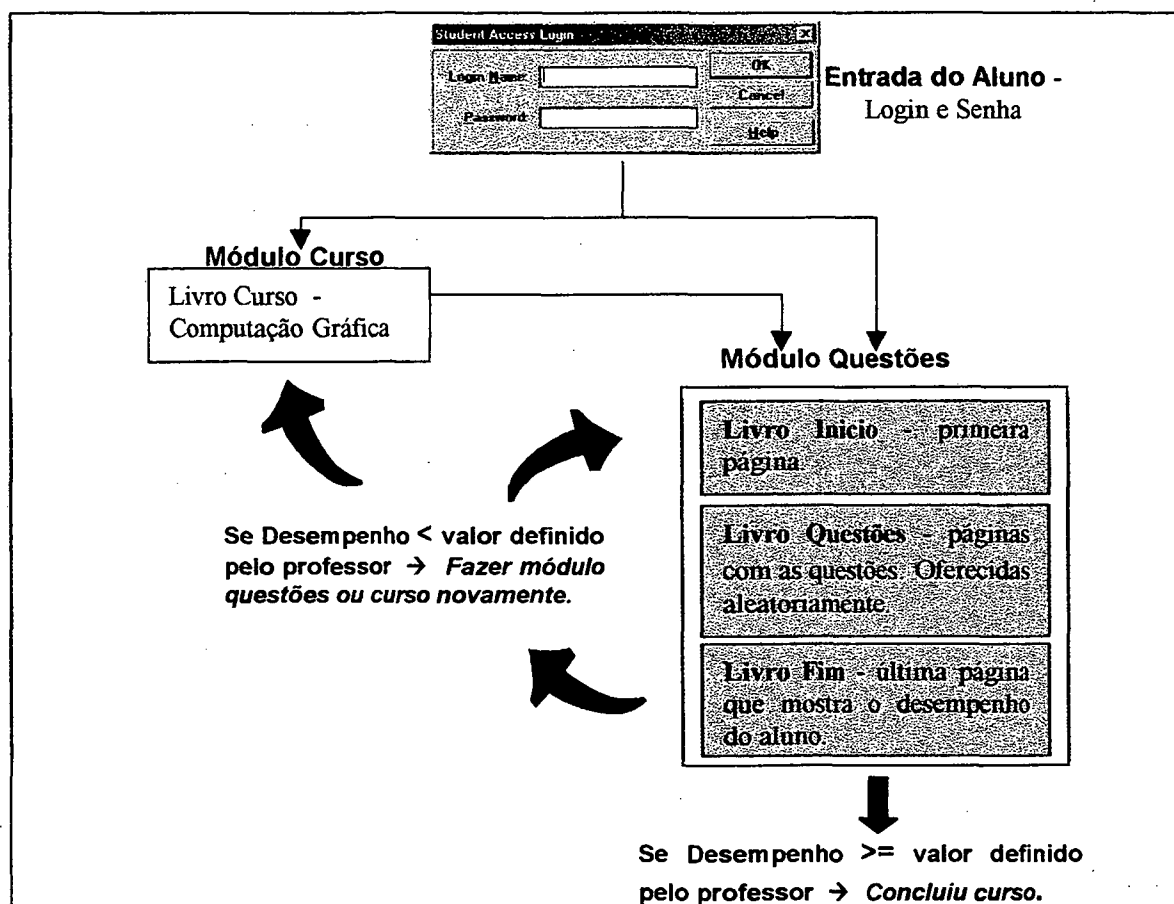 Student Access Login
Login Name:
OK
Cancel
Password:
Help
Entrada do Aluno -
Login e Senha
Módulo Curso
Livro Curso -
Computação Gráfica
Módulo Questões
Livro Inicio - primeira
página.
Livro Questões - páginas
com as questões. Oferecidas
aleatoriamente.
Livro Fim - ultima pagina
que mostra o desempenho
do aluno.
Se Desempenho < valor definido
pelo professor → Fazer módulo
questões ou curso novamente.
Se Desempenho >= valor definido
pelo professor → Concluiu curso.